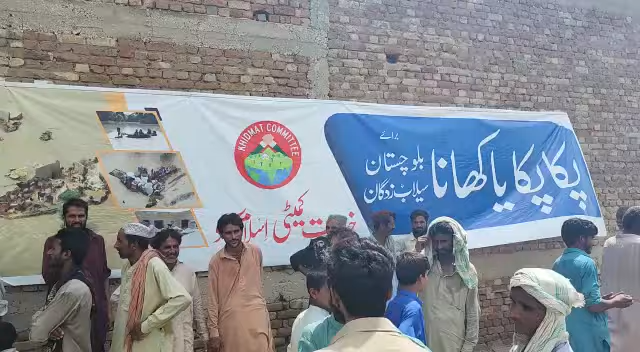 KHIDMAT COMMITTEE
برائے
بلوچستان
سیلاب زدگان
پکا پکایا کھانا
خدمت کمیٹی